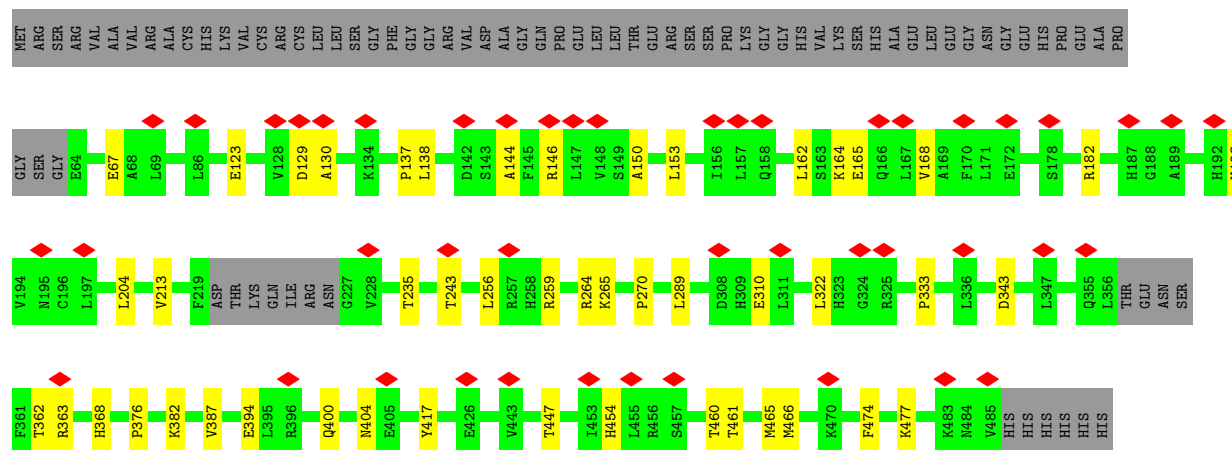 MET ARG SER ARG VAL ALA VAL ARG ALA CYS HIS LYS VAL CYS ARG CYS LEU LEU SER GLY PHE GLY GLY ARG VAL ASP ALA GLY GLN PRO GLU LEU LEU THR GLU ARG SER SER PRO LYS GLY GLY HIS VAL LYS SER HIS ALA GLU LEU GLU GLY ASN GLY GLU HIS PRO GLU ALA PRO
GLY SER GLY E64 E67 A68 L69 L86 E123 V128 D129 A130 K134 P137 L138 D142 S143 A144 F145 R146 L147 V148 S149 A150 L153 I156 L157 Q158 L162 S163 K164 E165 Q166 L167 V168 A169 F170 L171 E172 S178 R182 H187 G188 A189 H192
V194 N195 C196 L197 L204 V213 F219 ASP THR LYS GLN ILE ARG ASN G227 V228 T235 T243 L256 R257 H258 R259 R264 K265 P270 L289 D308 H309 E310 L311 L322 H323 G324 R325 P333 L336 D343 L347 Q355 L356 THR GLU ASN SER
F361 T362 R363 H368 P376 K382 V387 E394 L395 R396 Q400 N404 E405 Y417 E426 V443 T447 I453 H454 L455 R456 S457 T460 T461 M465 M466 K470 F474 K477 K483 N484 V485 HIS HIS HIS HIS HIS HIS